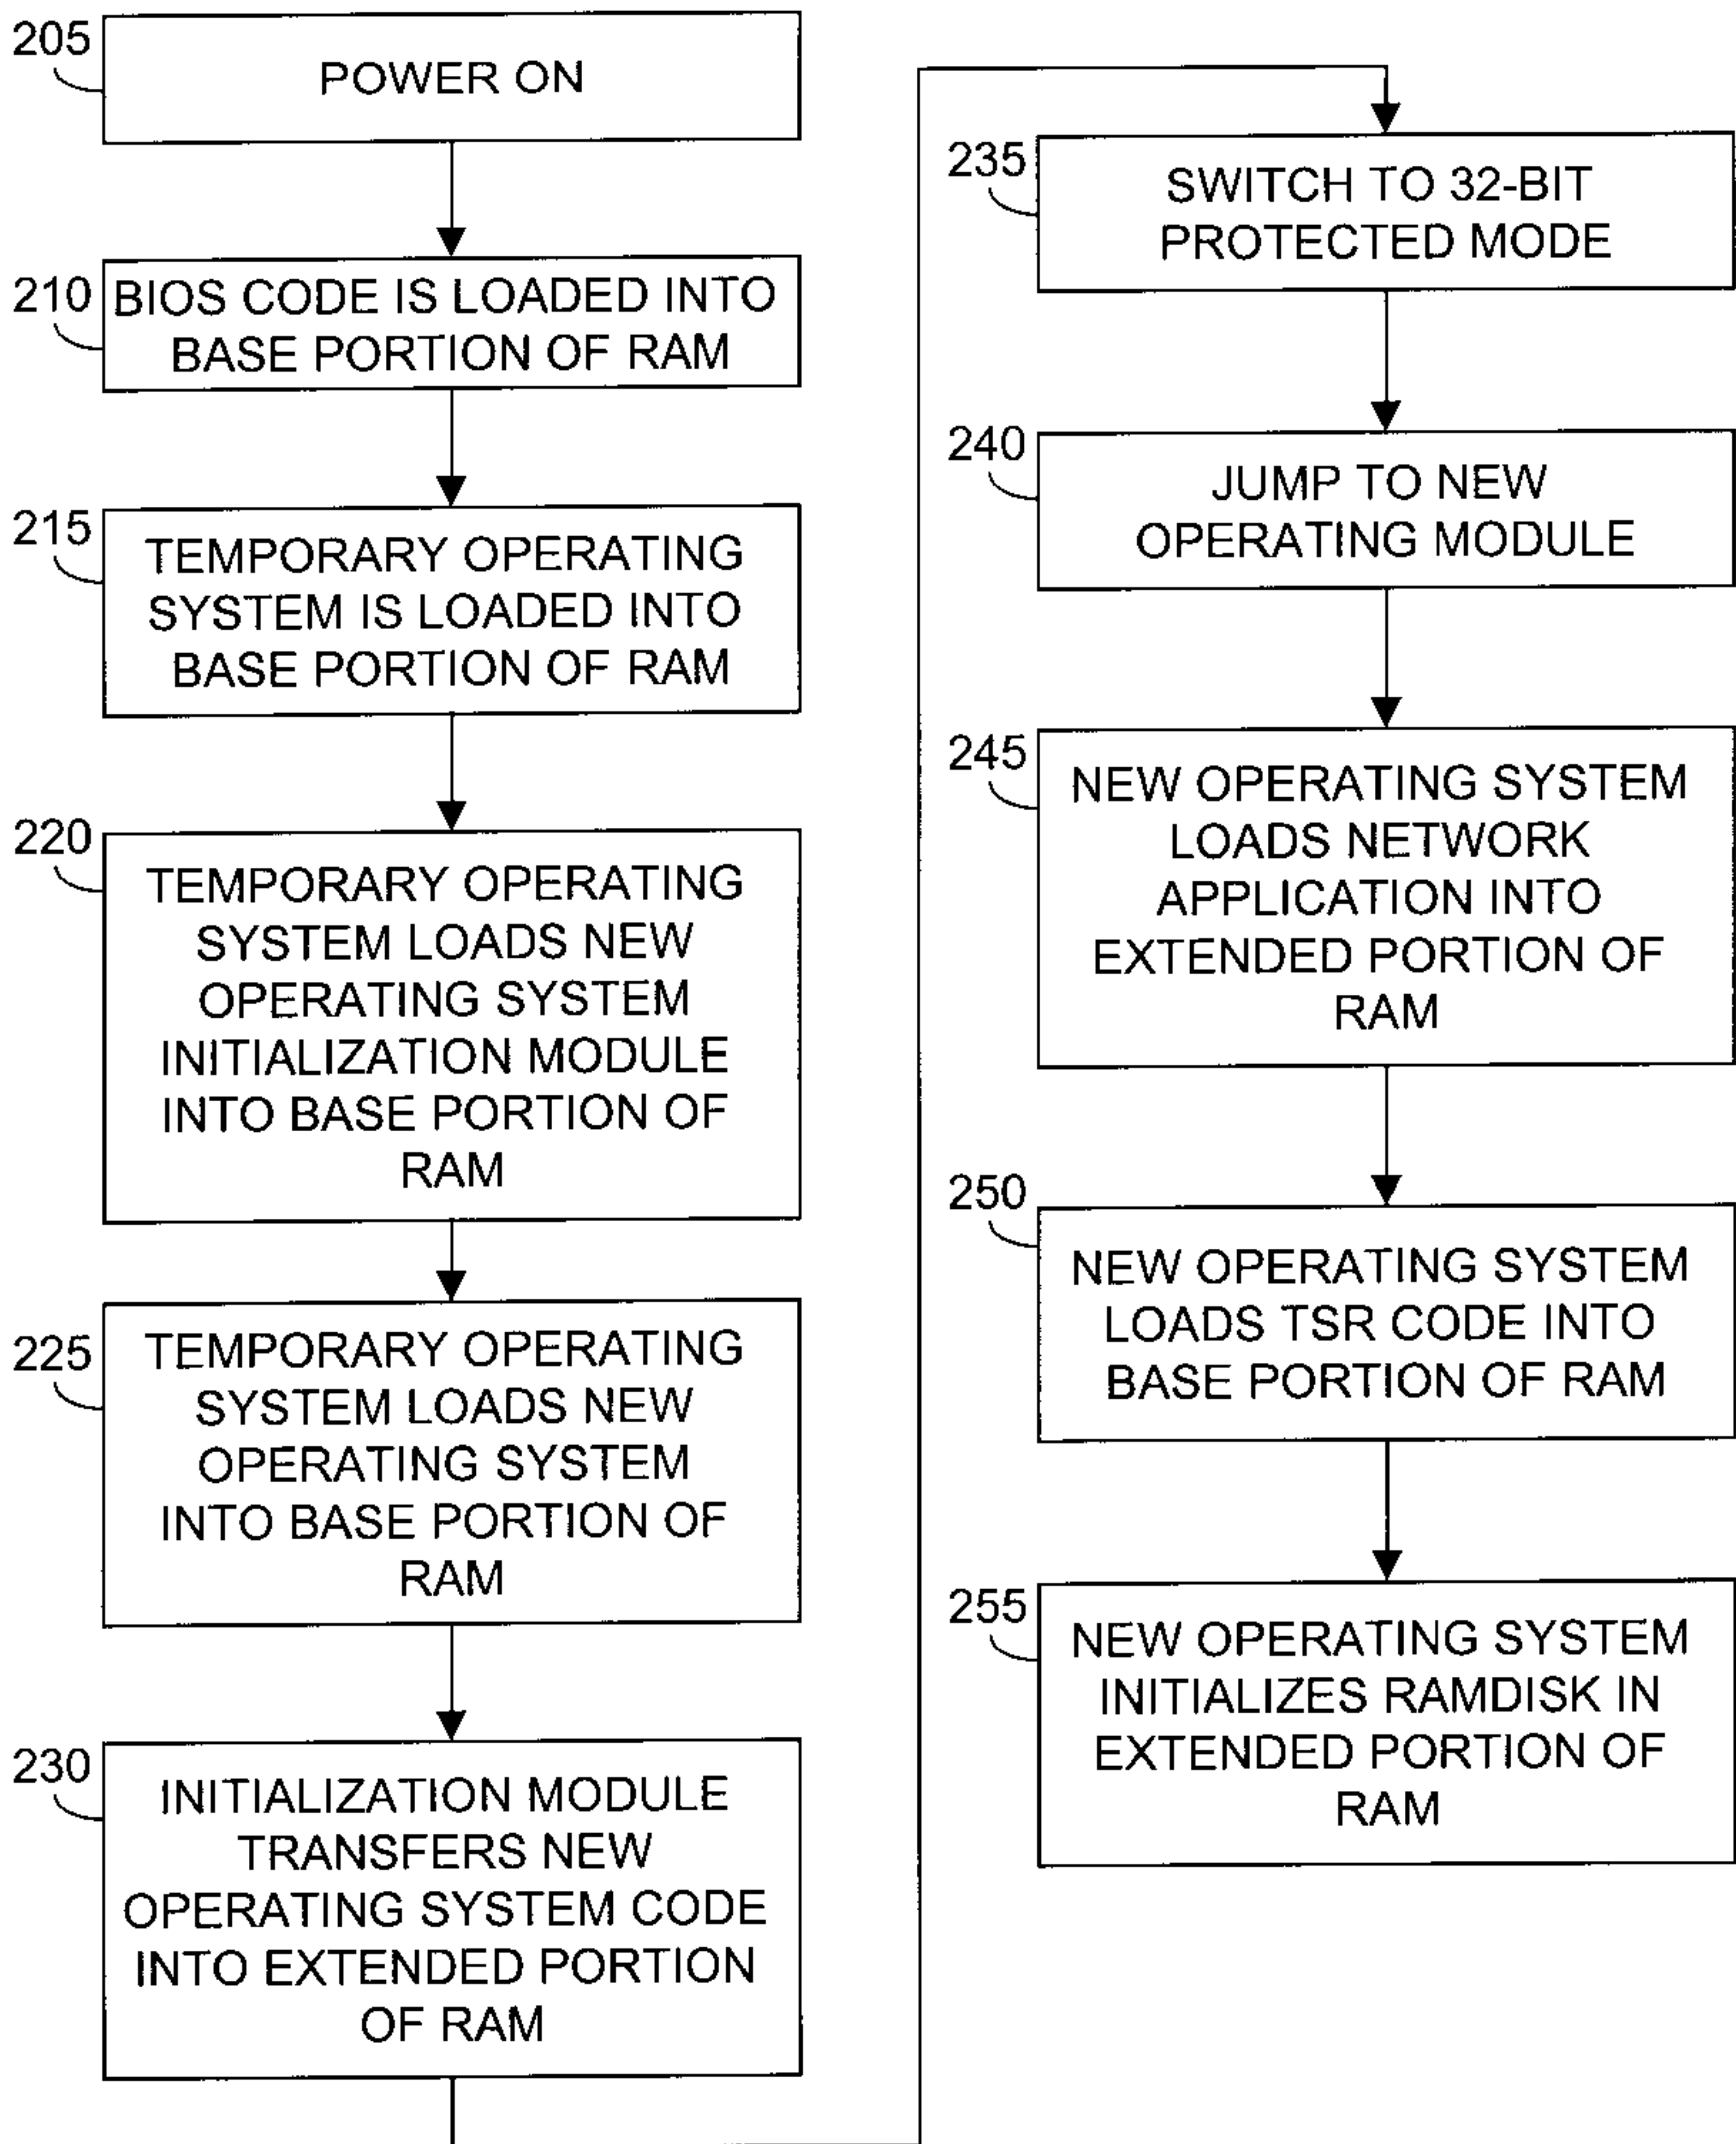 205
POWER ON
210
BIOS CODE IS LOADED INTO
BASE PORTION OF RAM
215
TEMPORARY OPERATING
SYSTEM IS LOADED INTO
BASE PORTION OF RAM
220
TEMPORARY OPERATING
SYSTEM LOADS NEW
OPERATING SYSTEM
INITIALIZATION MODULE
INTO BASE PORTION OF
RAM
225
TEMPORARY OPERATING
SYSTEM LOADS NEW
OPERATING SYSTEM
INTO BASE PORTION OF
RAM
230
INITIALIZATION MODULE
TRANSFERS NEW
OPERATING SYSTEM CODE
INTO EXTENDED PORTION
OF RAM
235
SWITCH TO 32-BIT
PROTECTED MODE
240
JUMP TO NEW
OPERATING MODULE
245
NEW OPERATING SYSTEM
LOADS NETWORK
APPLICATION INTO
EXTENDED PORTION OF
RAM
250
NEW OPERATING SYSTEM
LOADS TSR CODE INTO
BASE PORTION OF RAM
255
NEW OPERATING SYSTEM
INITIALIZES RAMDISK IN
EXTENDED PORTION OF
RAM